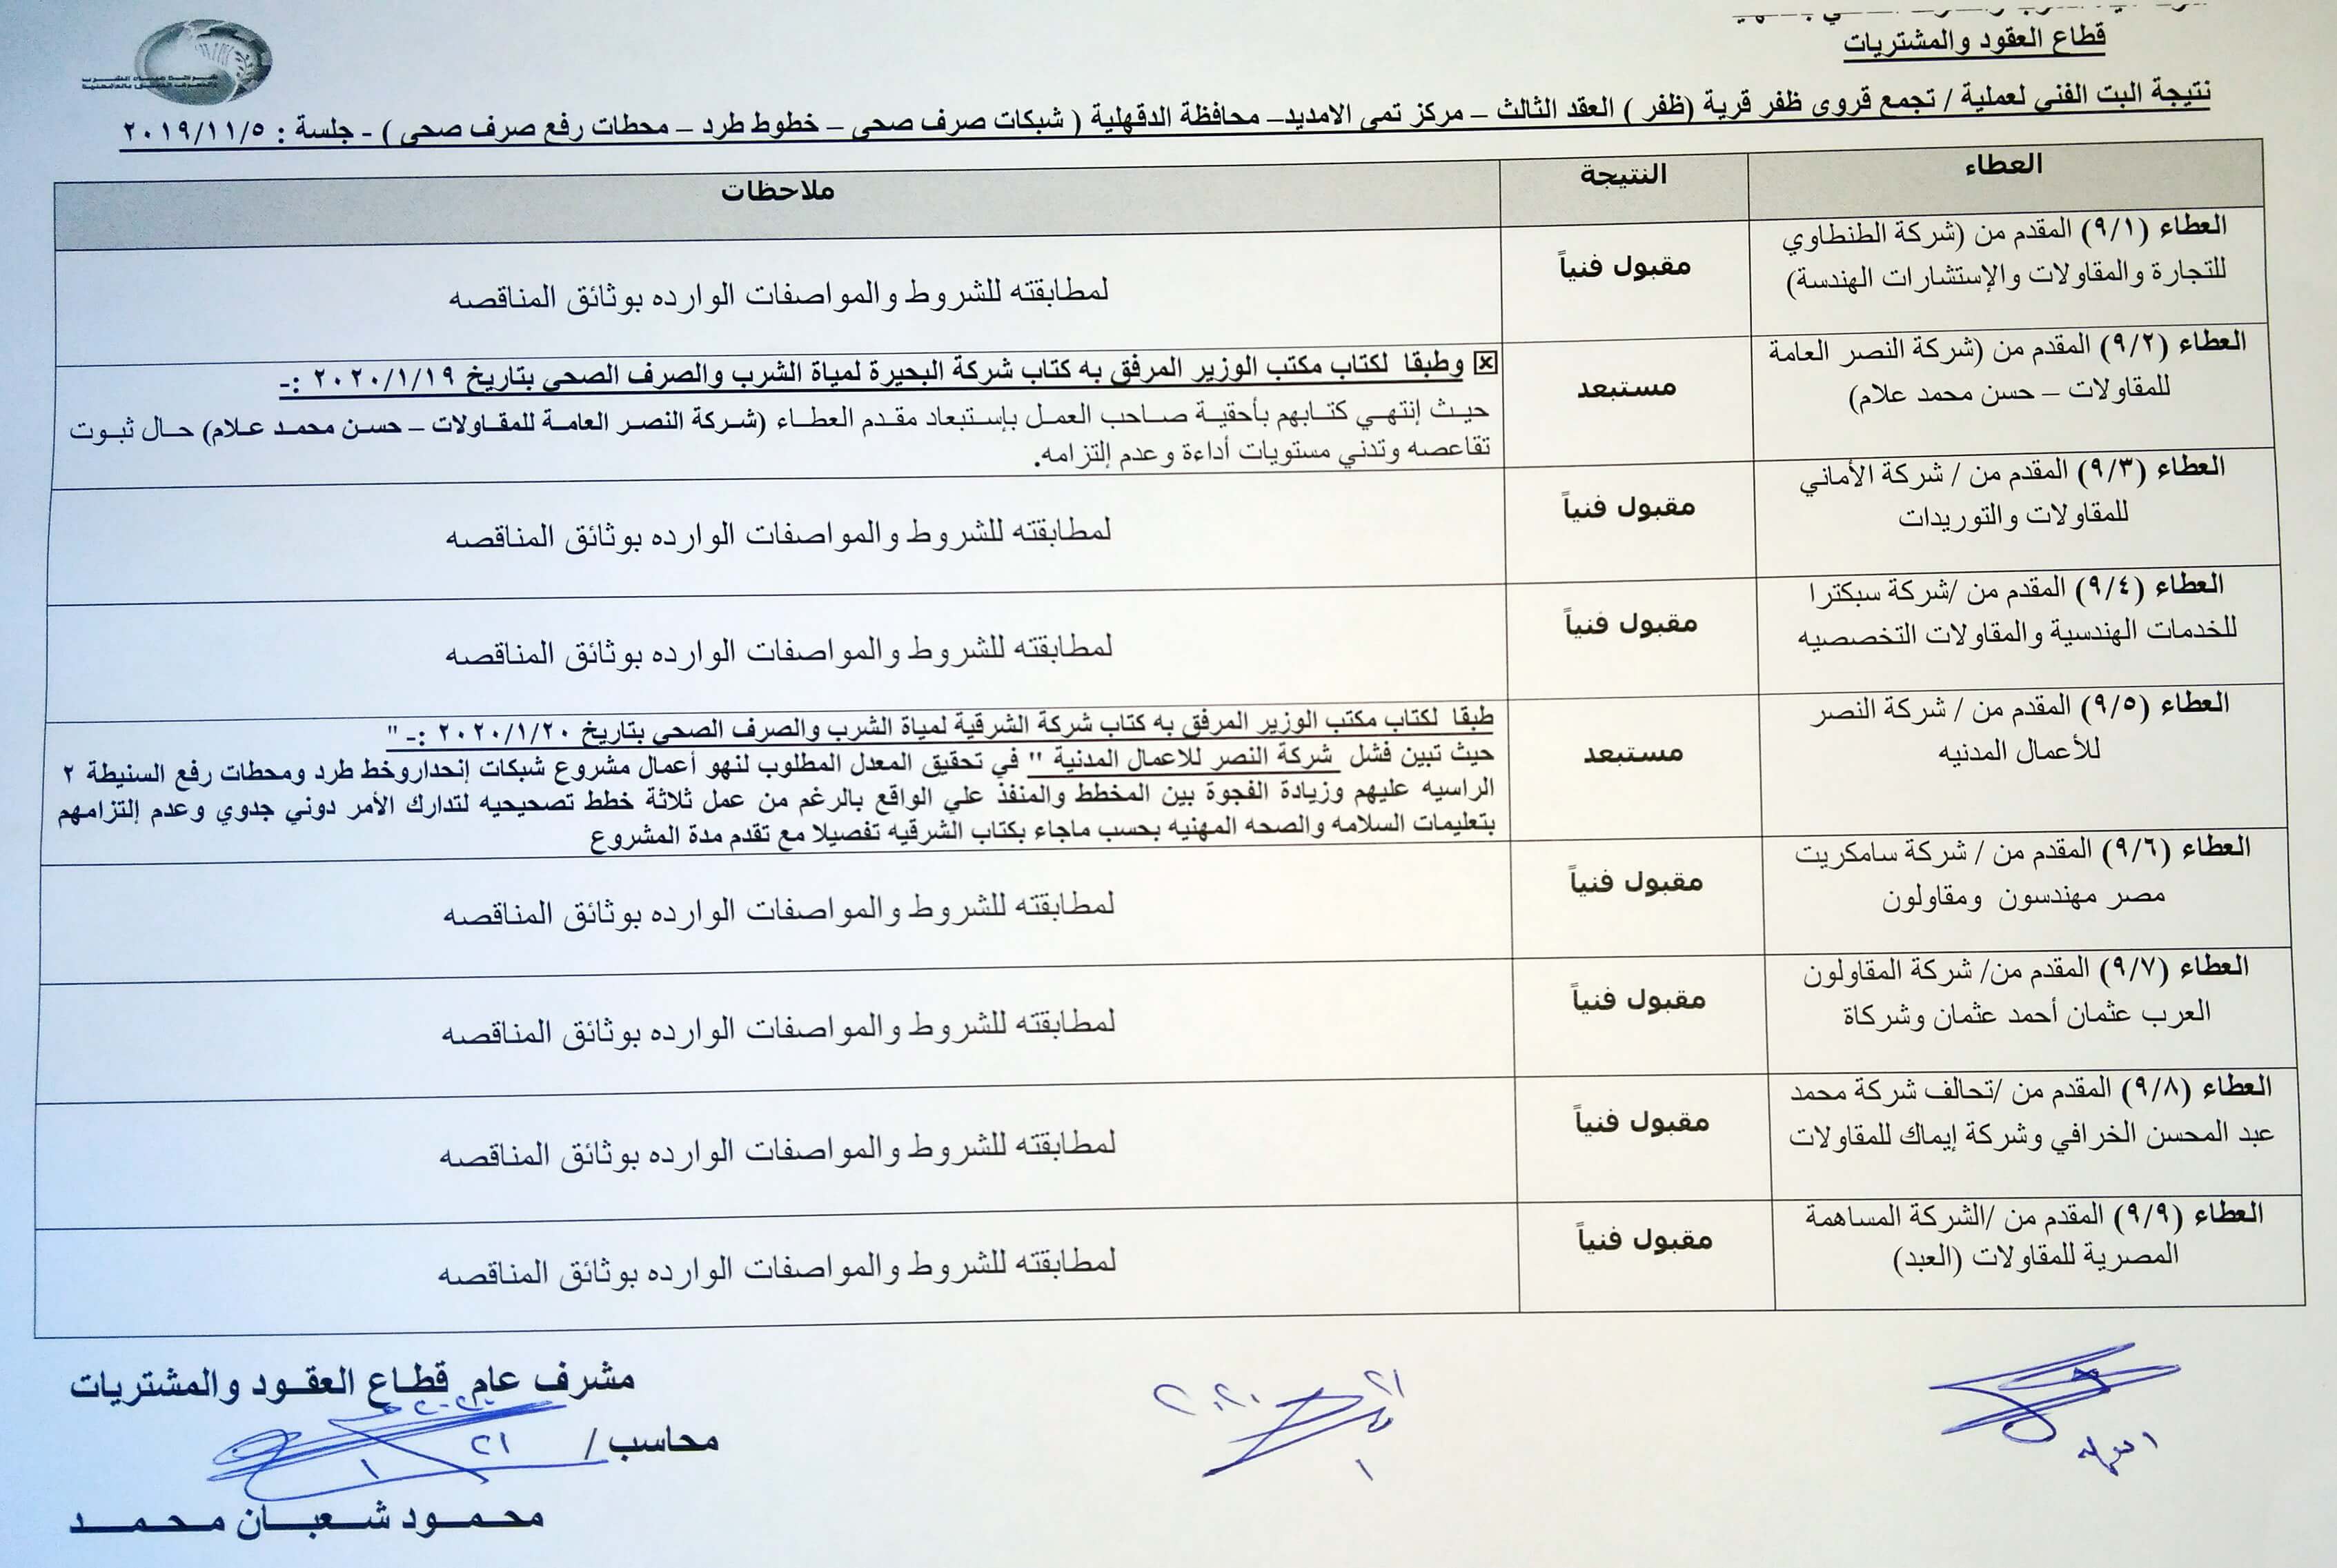 قطاع العقود والمشتريات
نتيجة البت الفني لعملية / تجمع قروى ظفر قرية (ظفر ) العقد الثالث – مركز تمى الامديد– محافظة الدقهلية ( شبكات صرف صحى – خطوط طرد – محطات رفع صرف صحى ) - جلسة : ٢٠١٩/١١/٥
العطاء
النتيجة
ملاحظات
العطاء (٩/١) المقدم من (شركة الطنطاوي
للتجارة والمقاولات والإستشارات الهندسة)
مقبول فنياً
لمطابقته للشروط والمواصفات الوارده بوثائق المناقصه
العطاء (٩/٢) المقدم من (شركة النصر العامة
للمقاولات – حسن محمد علام)
مستبعد
وطبقا لكتاب مكتب الوزير المرفق به كتاب شركة البحيرة لمياة الشرب والصرف الصحي بتاريخ ٢٠٢٠/١/١٩ :-
حيث إنتهي كتابهم بأحقية صاحب العمل بإستبعاد مقدم العطاء (شركة النصر العامة للمقاولات – حسن محمد علام) حال ثبوت
تقاعصه وتدني مستويات أداءة وعدم إلتزامه.
العطاء (٩/٣) المقدم من / شركة الأماني
للمقاولات والتوريدات
مقبول فنياً
لمطابقته للشروط والمواصفات الوارده بوثائق المناقصه
العطاء (٩/٤) المقدم من /شركة سبكترا
للخدمات الهندسية والمقاولات التخصصيه
مقبول فنياً
لمطابقته للشروط والمواصفات الوارده بوثائق المناقصه
العطاء (٩/٥) المقدم من / شركة النصر
للأعمال المدنيه
مستبعد
طبقا لكتاب مكتب الوزير المرفق به كتاب شركة الشرقية لمياة الشرب والصرف الصحي بتاريخ ٢٠٢٠/١/٢٠ :- "
حيث تبين فشل شركة النصر للاعمال المدنية " في تحقيق المعدل المطلوب لنهو أعمال مشروع شبكات إنحداروخط طرد ومحطات رفع السنيطة ٢
الراسيه عليهم وزيادة الفجوة بين المخطط والمنفذ علي الواقع بالرغم من عمل ثلاثة خطط تصحيحيه لتدارك الأمر دوني جدوي وعدم إلتزامهم
بتعليمات السلامه والصحه المهنيه بحسب ماجاء بكتاب الشرقيه تفصيلا مع تقدم مدة المشروع
العطاء (٩/٦) المقدم من / شركة سامكريت
مصر مهندسون ومقاولون
مقبول فنياً
لمطابقته للشروط والمواصفات الوارده بوثائق المناقصه
العطاء (٩/٧) المقدم من/ شركة المقاولون
العرب عثمان أحمد عثمان وشركاة
مقبول فنياً
لمطابقته للشروط والمواصفات الوارده بوثائق المناقصه
العطاء (٩/٨) المقدم من /تحالف شركة محمد
عبد المحسن الخرافي وشركة إيماك للمقاولات
مقبول فنياً
لمطابقته للشروط والمواصفات الوارده بوثائق المناقصه
العطاء (٩/٩) المقدم من /الشركة المساهمة
المصرية للمقاولات (العبد)
مقبول فنياً
لمطابقته للشروط والمواصفات الوارده بوثائق المناقصه
مشرف عام قطاع العقود والمشتريات
محاسب /
محمود شعبان محمد